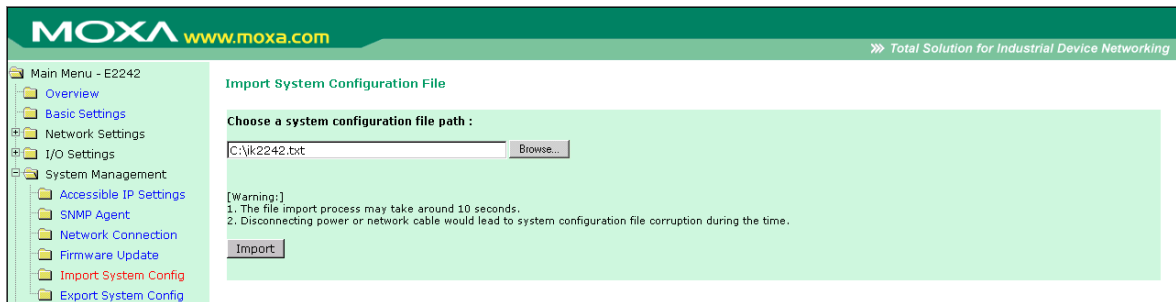 MOXA www.moxa.com
Total Solution for Industrial Device Networking
Main Menu - E2242
Overview
Basic Settings
Network Settings
I/O Settings
System Management
Accessible IP Settings
SNMP Agent
Network Connection
Firmware Update
Import System Config
Export System Config
Import System Configuration File
Choose a system configuration file path :
C:\ik2242.txt Browse...
[Warning:]
1. The file import process may take around 10 seconds.
2. Disconnecting power or network cable would lead to system configuration file corruption during the time.
Import